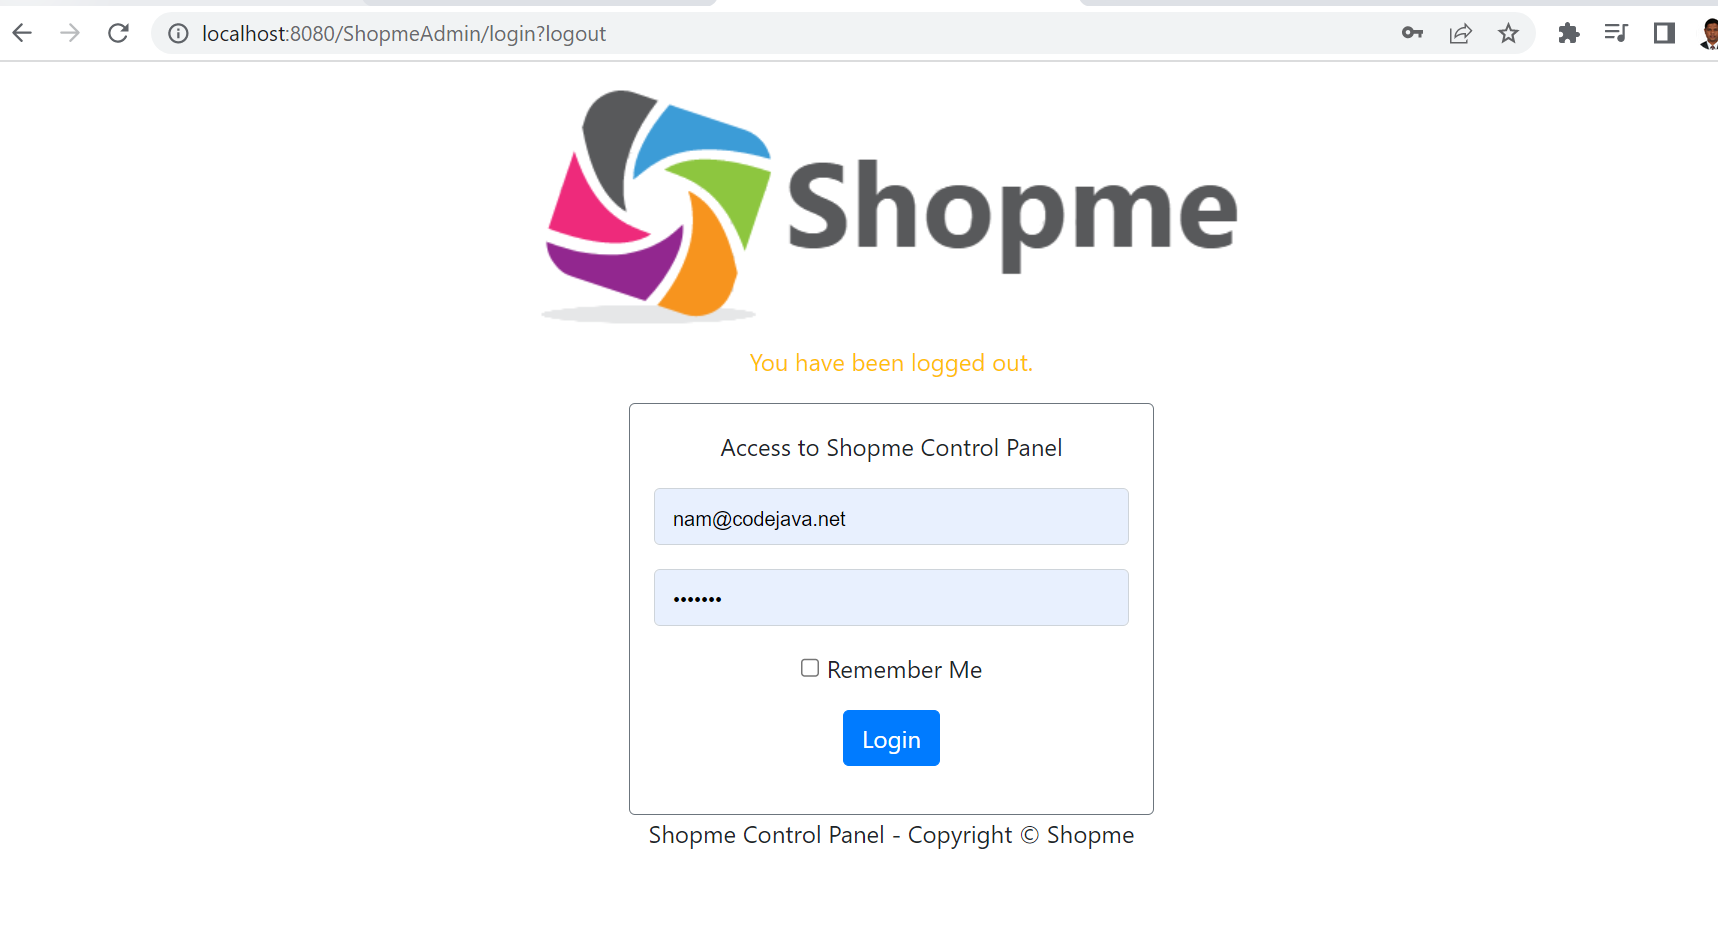 localhost:8080/ShopmeAdmin/login?logout
Shopme
You have been logged out.
Access to Shopme Control Panel
nam@codejava.net
•••••••
Remember Me
Login
Shopme Control Panel - Copyright © Shopme